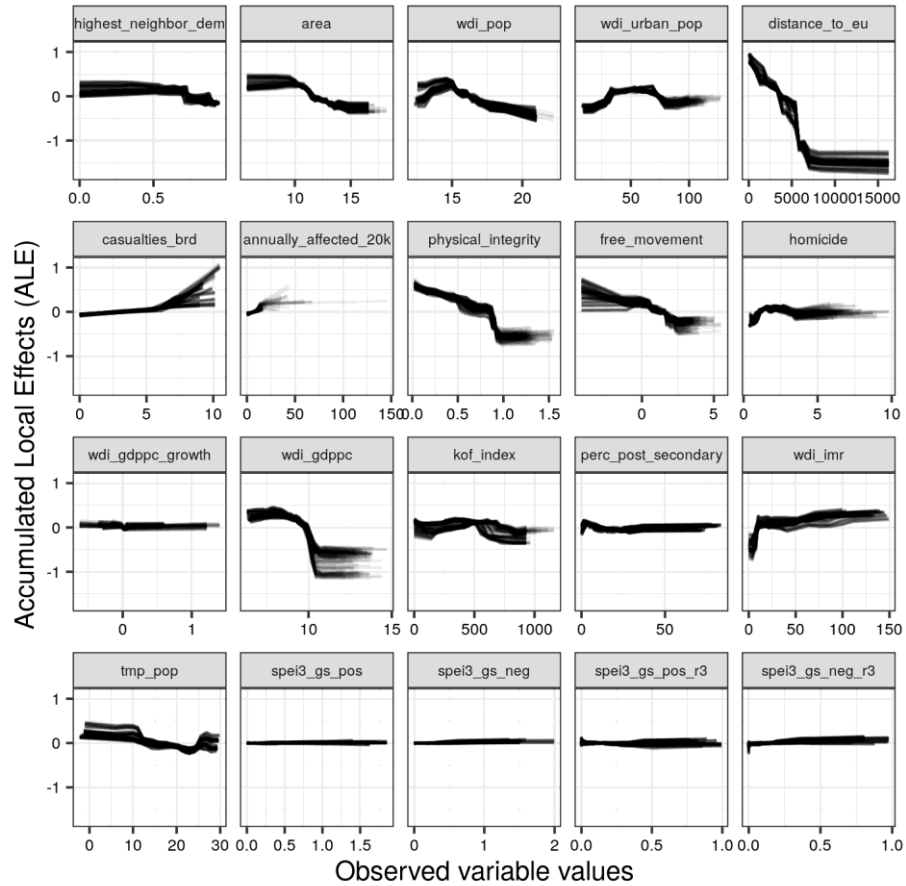 highest_neighbor_dem area wdi_pop wdi_urban_pop distance_to_eu
1
0
-1
0.0 0.5 10 15 15 20 50 100 0 5000 10000 15000
casualties_brd annually_affected_20k physical_integrity free_movement homicide
1
0
-1
0 5 10 0 50 100 150 0.0 0.5 1.0 1.5 0 5 0 5 10
wdi_gdppc_growth wdi_gdppc kof_index perc_post_secondary wdi_imr
1
0
-1
0 1 10 15 0 500 1000 0 50 0 50 100 150
tmp_pop spei3_gs_pos spei3_gs_neg spei3_gs_pos_r3 spei3_gs_neg_r3
1
0
-1
0 10 20 30 0.0 0.5 1.0 1.5 0 1 2 0.0 0.5 1.0 0.0 0.5 1.0
Accumulated Local Effects (ALE)
Observed variable values